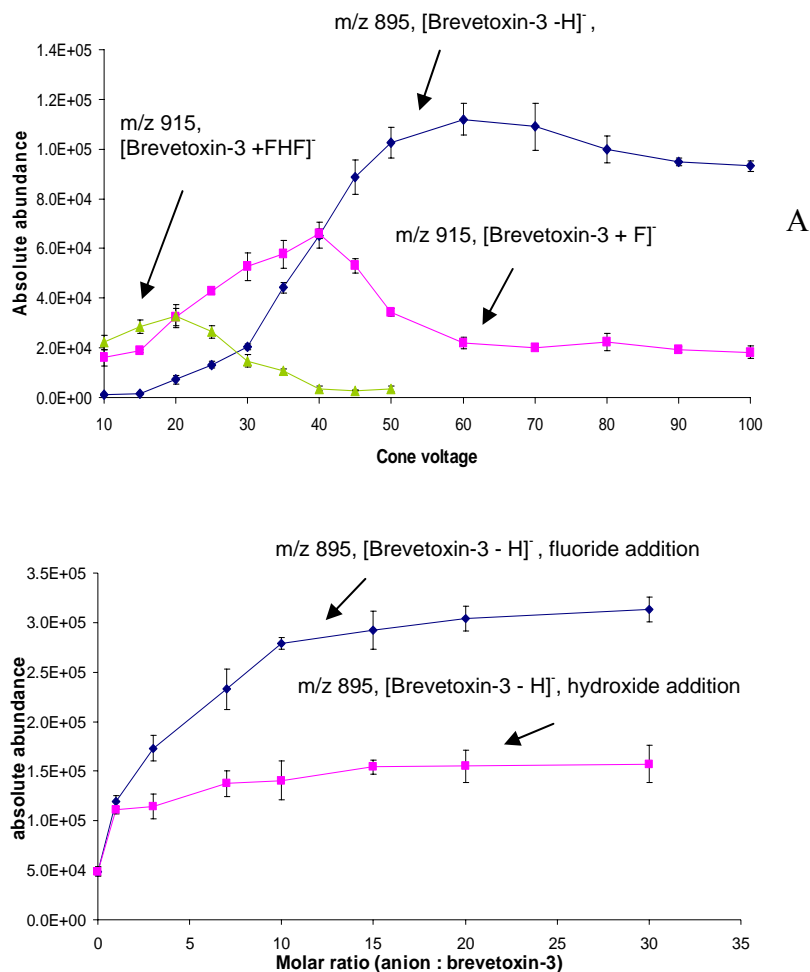 m/z 895, [Brevetoxin-3 -H]-,
m/z 915,
[Brevetoxin-3 +FHF]-
m/z 915, [Brevetoxin-3 + F]-
A
Absolute abundance
1.4E+05
1.2E+05
1.0E+05
8.0E+04
6.0E+04
4.0E+04
2.0E+04
0.0E+00
10 20 30 40 50 60 70 80 90 100
Cone voltage
m/z 895, [Brevetoxin-3 - H]-, fluoride addition
m/z 895, [Brevetoxin-3 - H]-, hydroxide addition
absolute abundance
3.5E+05
3.0E+05
2.5E+05
2.0E+05
1.5E+05
1.0E+05
5.0E+04
0.0E+00
0 5 10 15 20 25 30 35
Molar ratio (anion : brevetoxin-3)